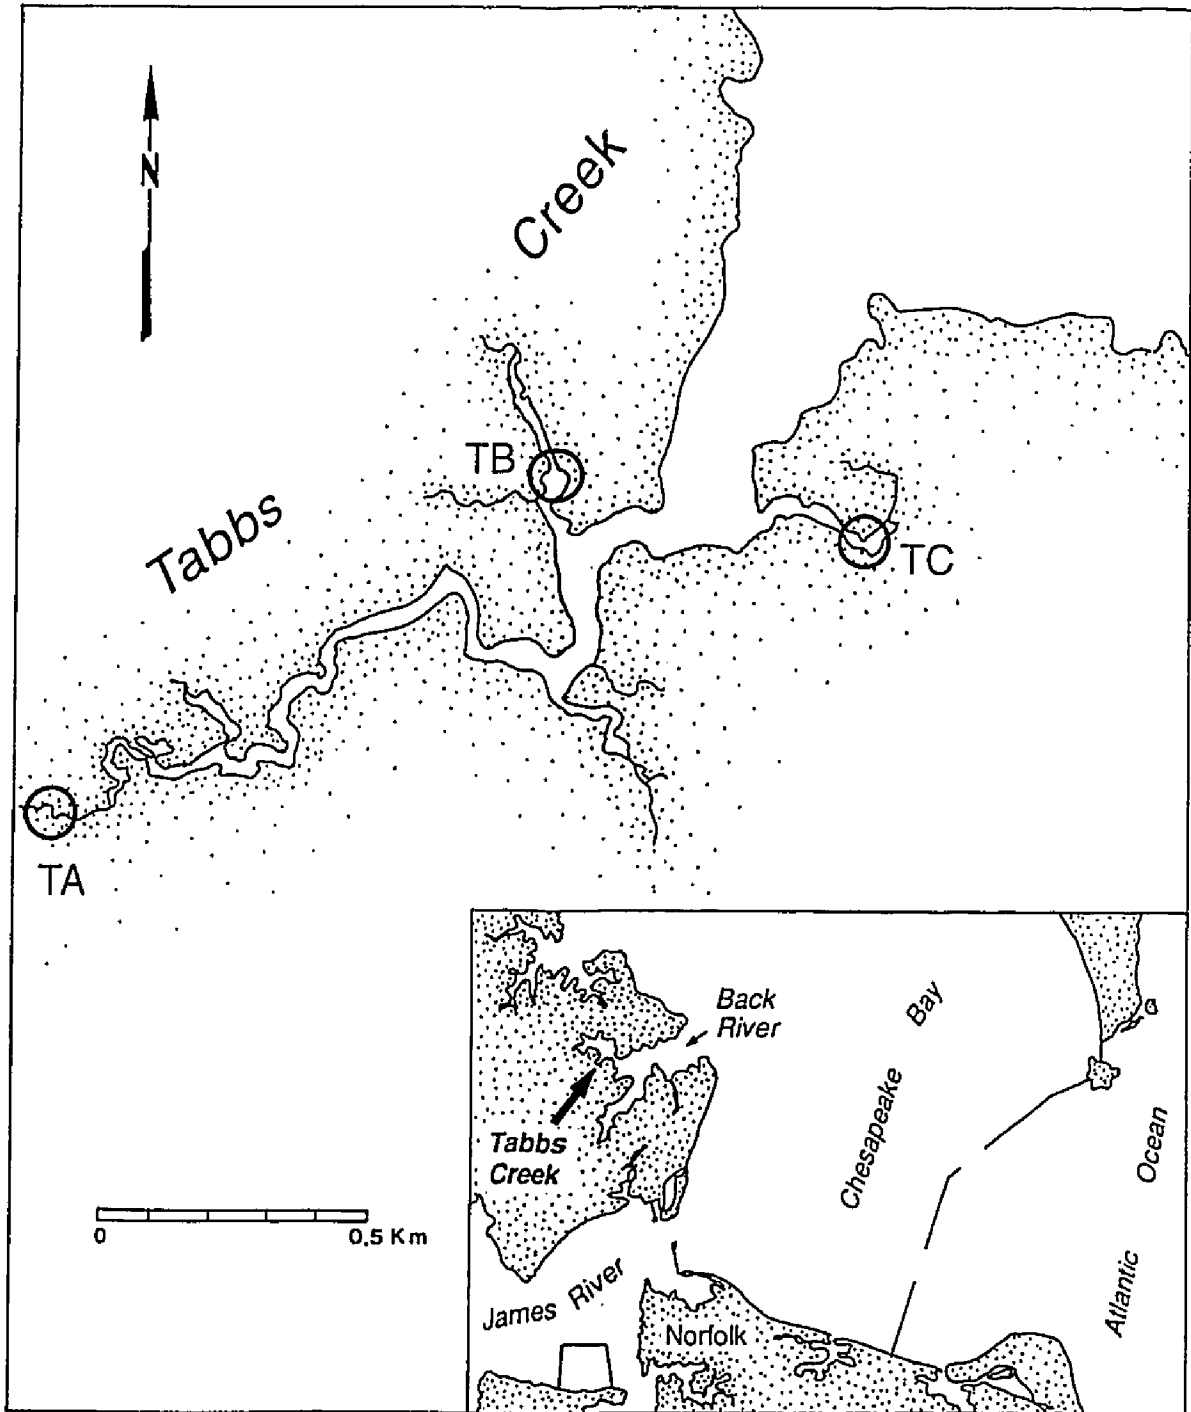 N
Creek
TB
Tabbs
TC
TA
Back
River
Bay
Chesapeake
Tabbs
Creek
Ocean
Atlantic
0 0.5 Km
James River
Norfolk